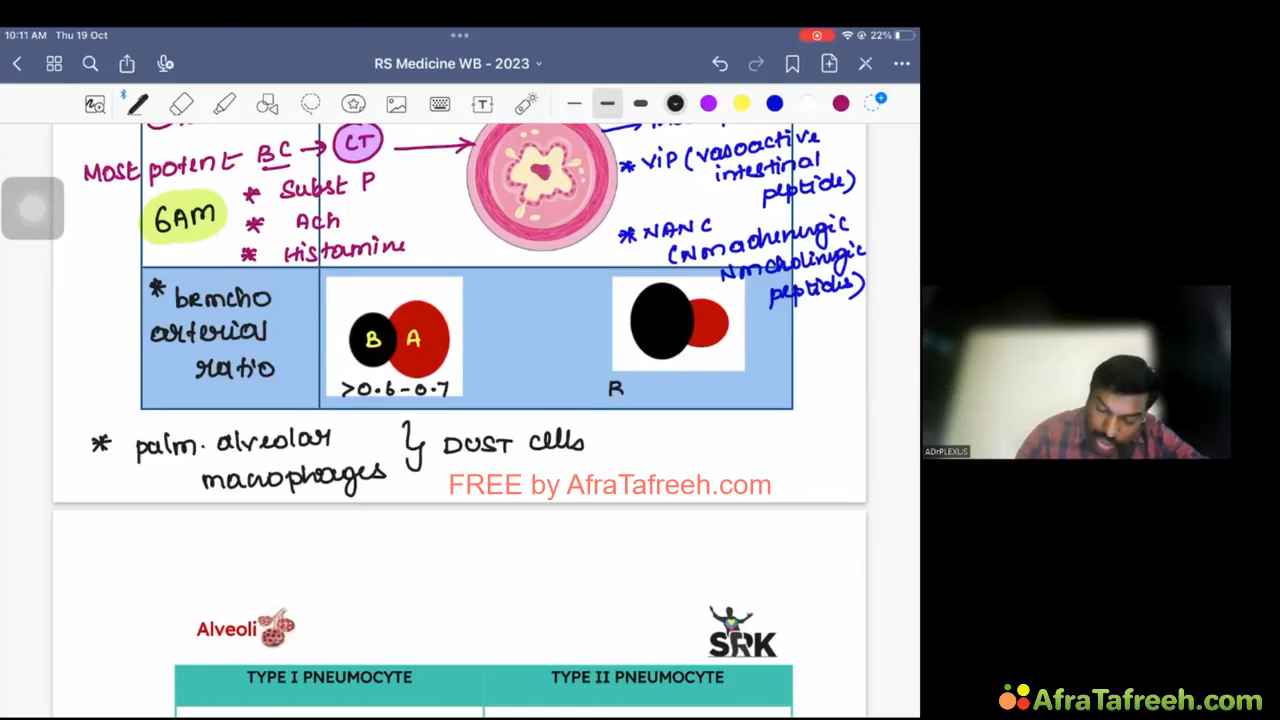 10:11 AM Thu 19 Oct
22%
RS Medicine WB - 2023
T
Most potent BC → CT
6AM
* Subst P
* Ach
* Histamine
* VIP (vasoactive
intestinal
peptide)
* NANC
(Nonadrenergic
Noncholinergic
peptides)
* broncho
arterial
ratio
B A
>0.6-0.7
B
* pulm. alveolar
macrophages } DUST cells
FREE by AfraTafreeh.com
ADrPLEXUS
Alveoli
SRK
TYPE I PNEUMOCYTE
TYPE II PNEUMOCYTE
AfraTafreeh.com